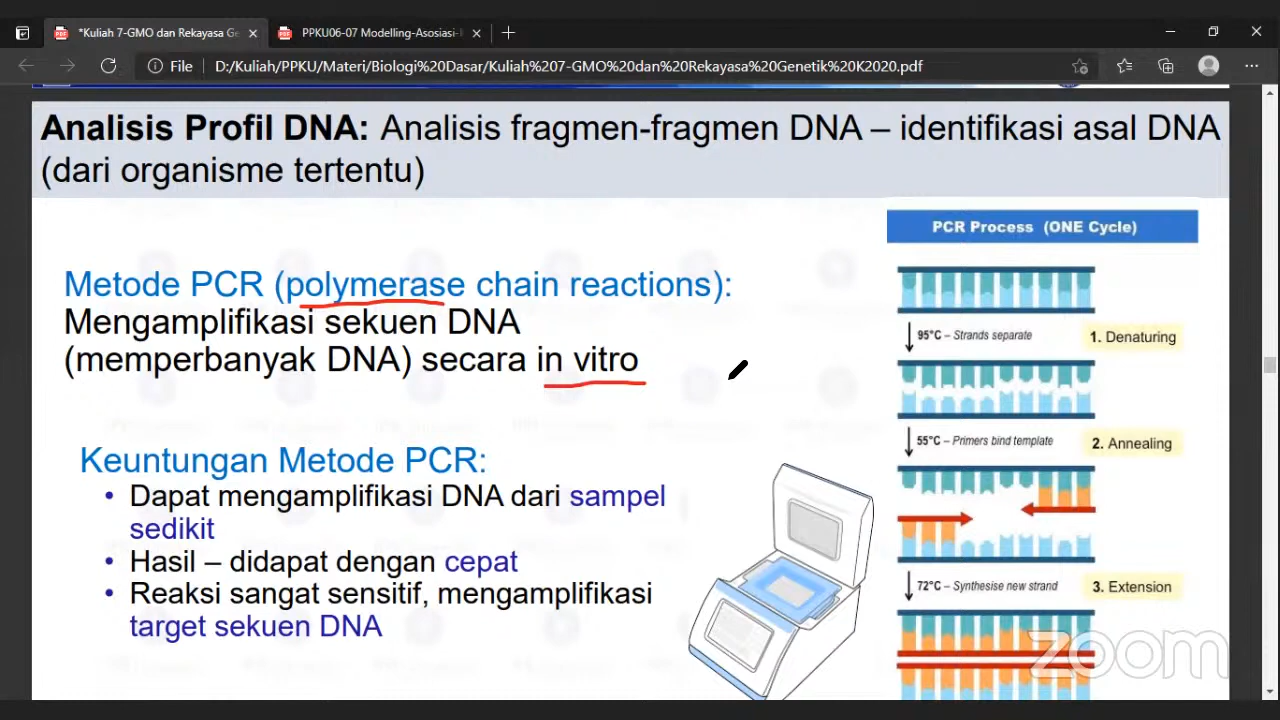 *Kuliah 7-GMO dan Rekayasa Ge
PPKU06-07 Modelling-Asosiasi-
File
D:/Kuliah/PPKU/Materi/Biologi%20Dasar/Kuliah%207-GMO%20dan%20Rekayasa%20Genetik%20K2020.pdf
Analisis Profil DNA: Analisis fragmen-fragmen DNA – identifikasi asal DNA
(dari organisme tertentu)
Metode PCR (polymerase chain reactions):
Mengamplifikasi sekuen DNA
(memperbanyak DNA) secara in vitro
Keuntungan Metode PCR:
• Dapat mengamplifikasi DNA dari sampel
sedikit
• Hasil – didapat dengan cepat
• Reaksi sangat sensitif, mengamplifikasi
target sekuen DNA
PCR Process (ONE Cycle)
95°C – Strands separate
1. Denaturing
55°C – Primers bind template
2. Annealing
72°C – Synthesise new strand
3. Extension
zoom